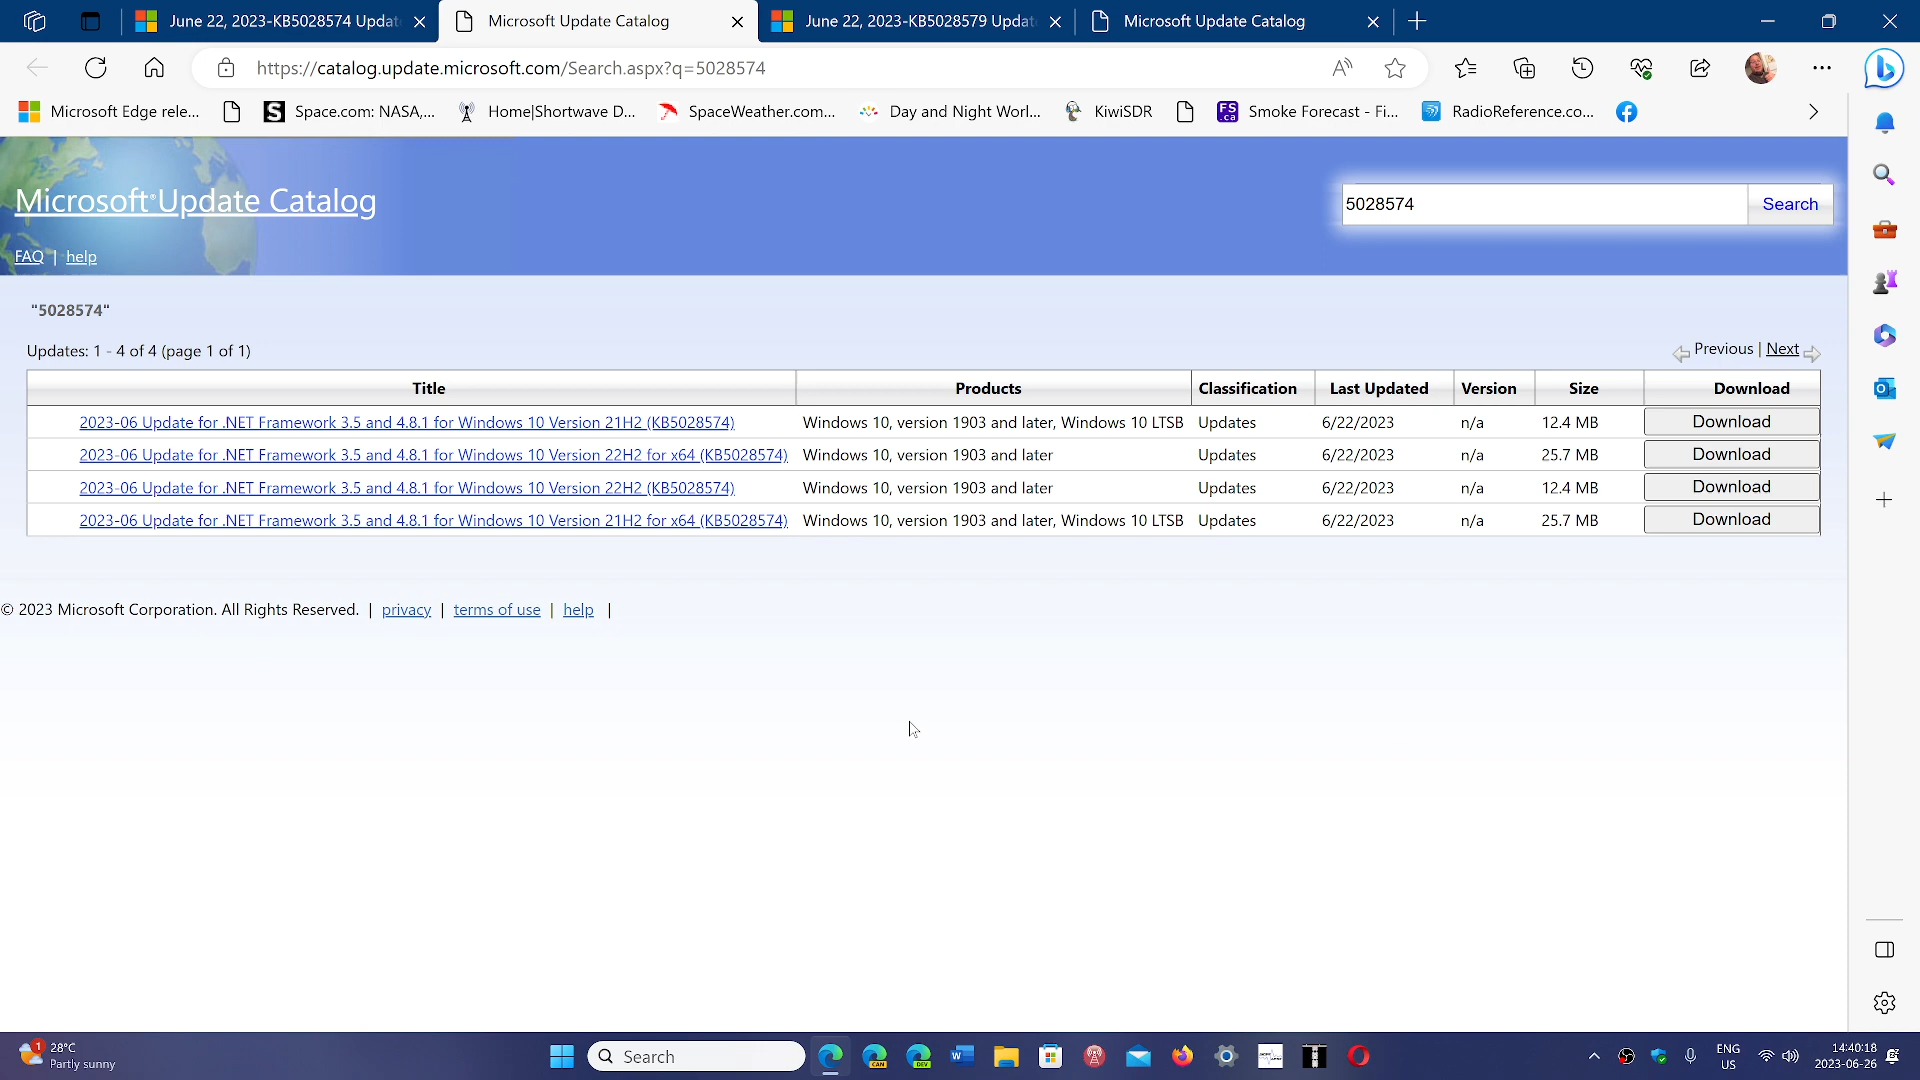 June 22, 2023-KB5028574 Updat
Microsoft Update Catalog
June 22, 2023-KB5028579 Updat
Microsoft Update Catalog
https://catalog.update.microsoft.com/Search.aspx?q=5028574
Microsoft Edge rele...
Space.com: NASA,...
Home|Shortwave D...
SpaceWeather.com...
Day and Night Worl...
KiwiSDR
FS.ca
Smoke Forecast - Fi...
RadioReference.co...
Microsoft® Update Catalog
5028574
Search
FAQ | help
"5028574"
Updates: 1 - 4 of 4 (page 1 of 1)
Previous | Next
Title Products Classification Last Updated Version Size Download
2023-06 Update for .NET Framework 3.5 and 4.8.1 for Windows 10 Version 21H2 (KB5028574) Windows 10, version 1903 and later, Windows 10 LTSB Updates 6/22/2023 n/a 12.4 MB Download
2023-06 Update for .NET Framework 3.5 and 4.8.1 for Windows 10 Version 22H2 for x64 (KB5028574) Windows 10, version 1903 and later Updates 6/22/2023 n/a 25.7 MB Download
2023-06 Update for .NET Framework 3.5 and 4.8.1 for Windows 10 Version 22H2 (KB5028574) Windows 10, version 1903 and later Updates 6/22/2023 n/a 12.4 MB Download
2023-06 Update for .NET Framework 3.5 and 4.8.1 for Windows 10 Version 21H2 for x64 (KB5028574) Windows 10, version 1903 and later, Windows 10 LTSB Updates 6/22/2023 n/a 25.7 MB Download
© 2023 Microsoft Corporation. All Rights Reserved. | privacy | terms of use | help |
1
28°C
Partly sunny
Search
CAN
DEV
ENG
US
14:40:18
2023-06-26